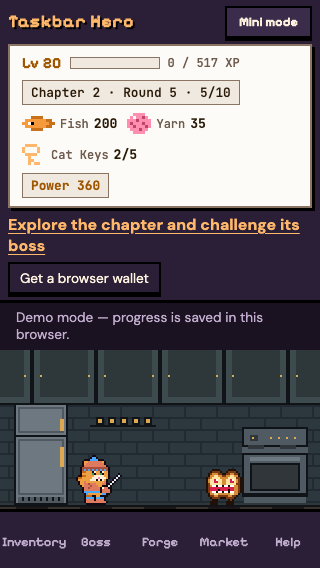 Taskbar Hero
Mini mode
Lv 80 0 / 517 XP
Chapter 2 · Round 5 · 5/10
Fish 200 Yarn 35
Cat Keys 2/5
Power 360
Explore the chapter and challenge its
boss
Get a browser wallet
Demo mode — progress is saved in this
browser.
Inventory Boss Forge Market Help